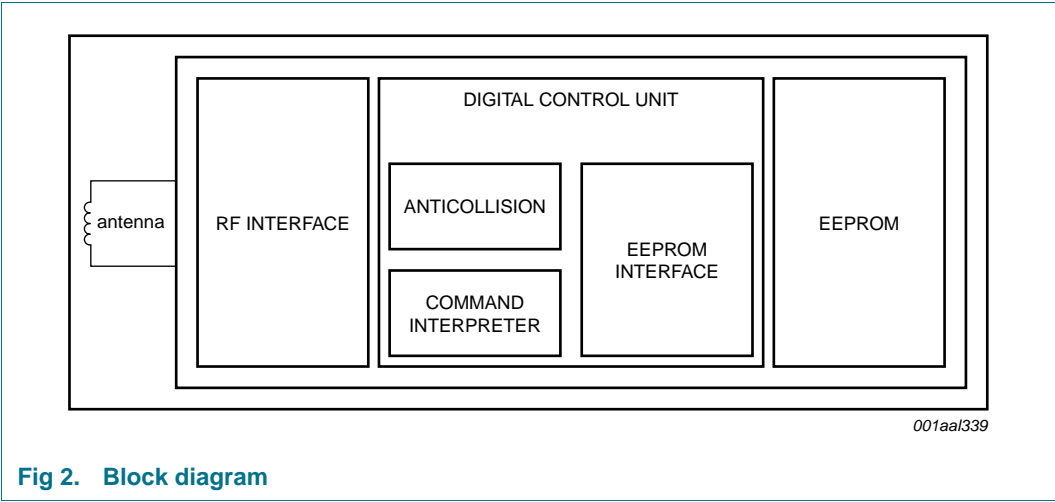 DIGITAL CONTROL UNIT
antenna
RF INTERFACE
ANTICOLLISION
COMMAND
INTERPRETER
EEPROM
INTERFACE
EEPROM
001aal339
Fig 2. Block diagram